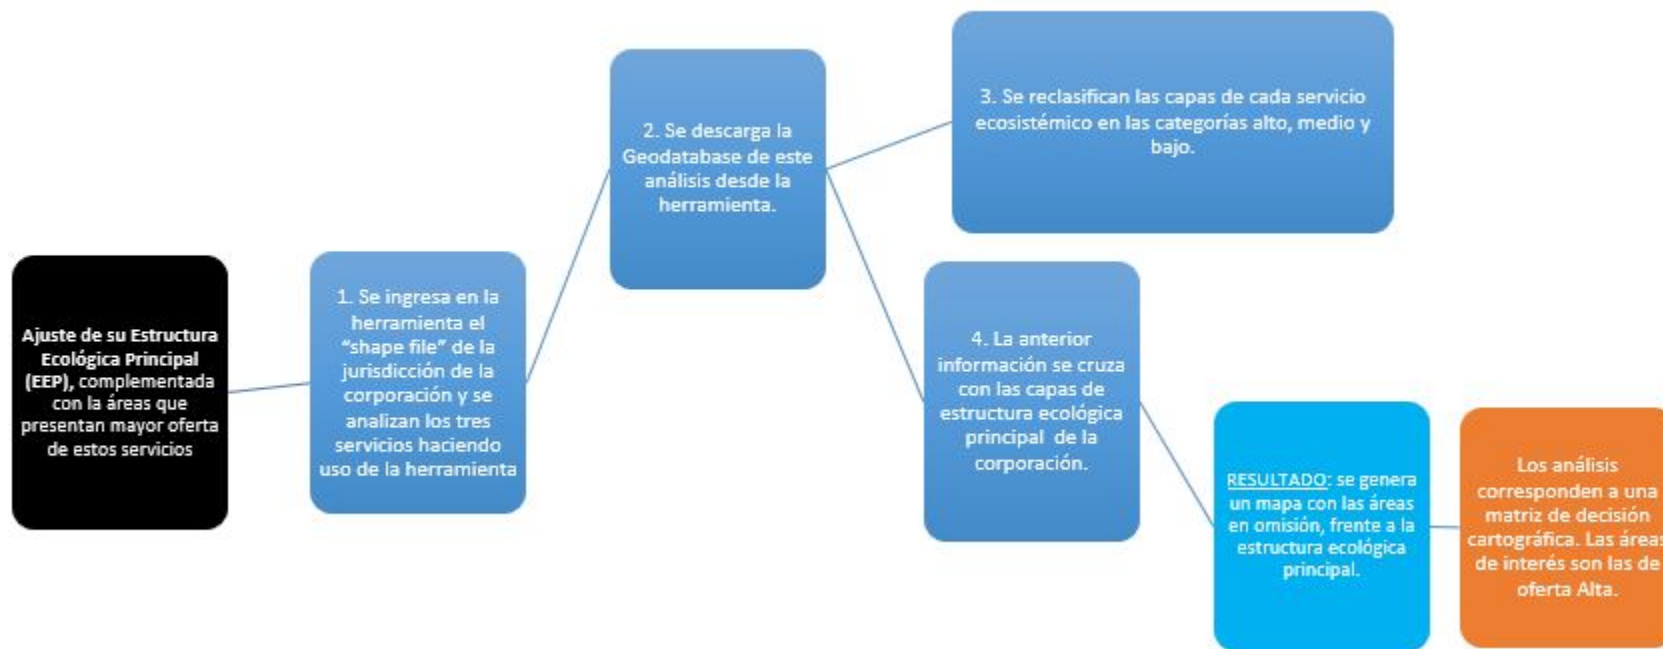 Ajuste de su Estructura
Ecológica Principal
(EEP), complementada
con la áreas que
presentan mayor oferta
de estos servicios
1. Se ingresa en la
herramienta el
“shape file” de la
jurisdicción de la
corporación y se
analizan los tres
servicios haciendo
uso de la herramienta
2. Se descarga la
Geodatabase de este
análisis desde la
herramienta.
3. Se reclasifican las capas de cada servicio
ecosistémico en las categorías alto, medio y
bajo.
4. La anterior
información se cruza
con las capas de
estructura ecológica
principal de la
corporación.
RESULTADO: se genera
un mapa con las áreas
en omisión, frente a la
estructura ecológica
principal.
Los análisis
corresponden a una
matriz de decisión
cartográfica. Las áreas
de interés son las de
oferta Alta.